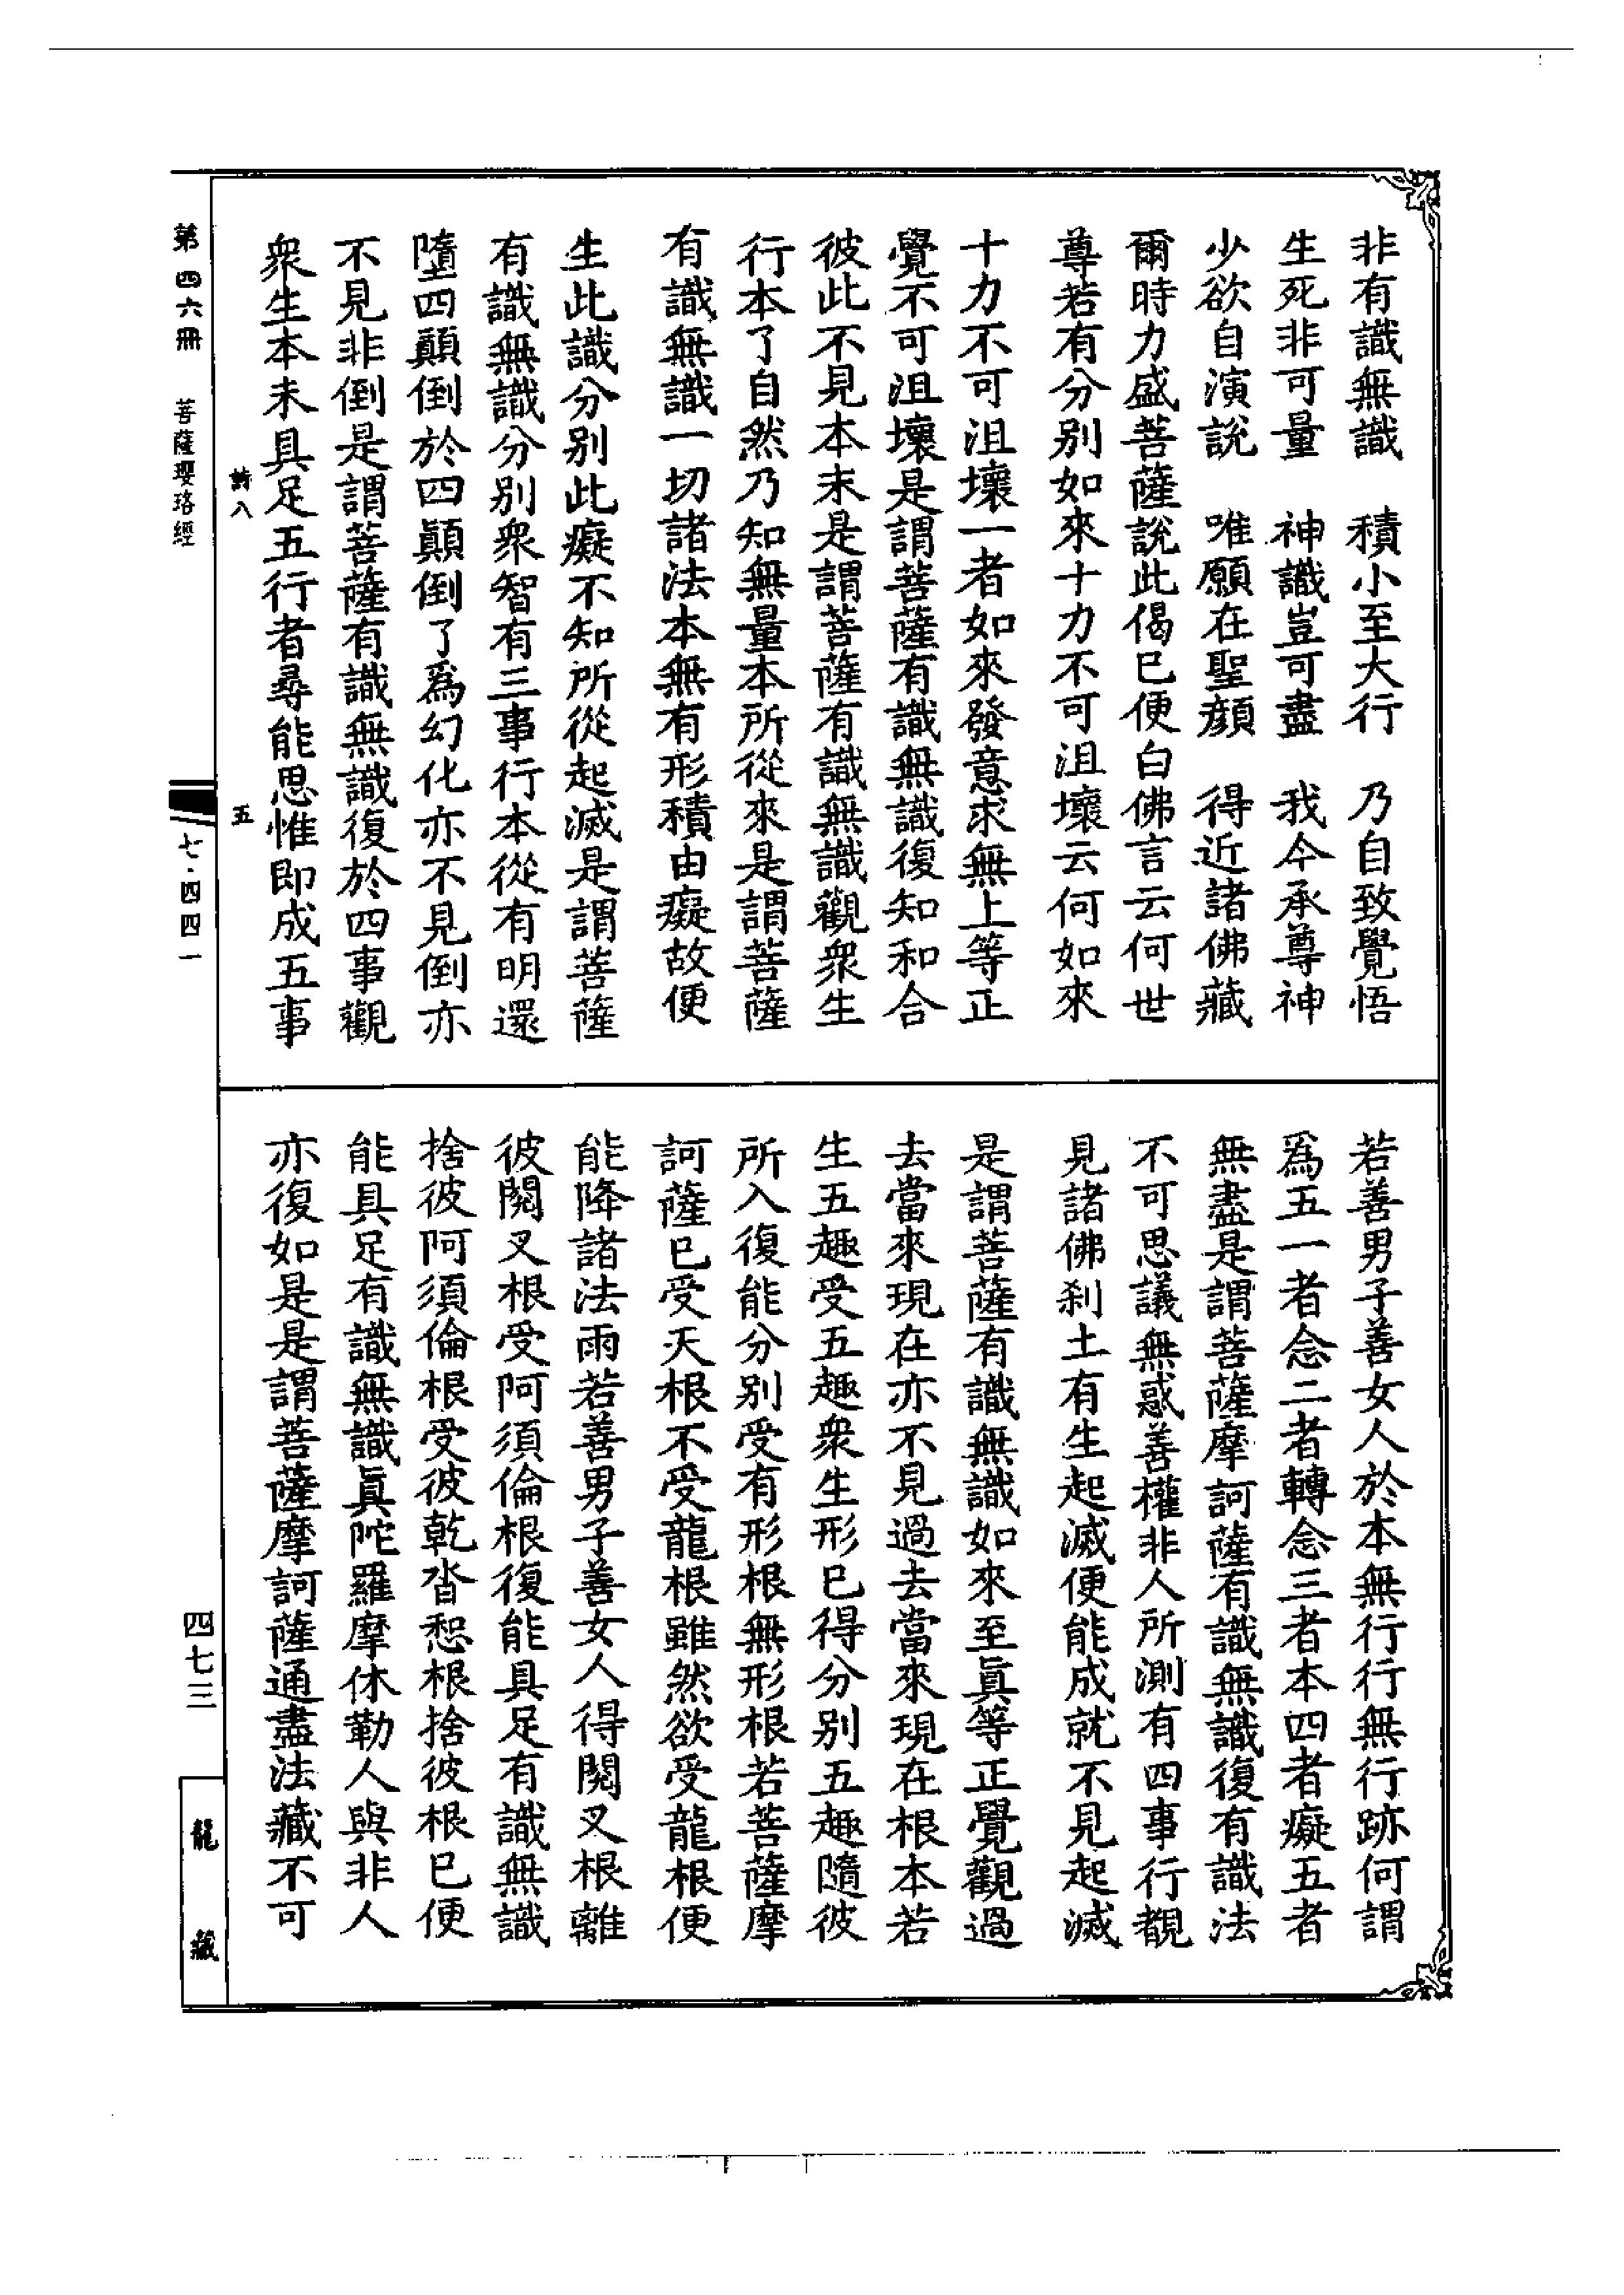 非有識無識　積小至大行　乃自致覺悟
生死非可量　神識豈可盡　我今承尊神
少欲自演說　唯願在聖顏　得近諸佛藏
爾時力盛菩薩說此偈已便白佛言云何世
尊若有分別如來十力不可沮壞云何如來
十力不可沮壞一者如來發意求無上等正
覺不可沮壞是謂菩薩有識無識復知和合
彼此不見本末是謂菩薩有識無識觀衆生
行本了自然乃知無量本所從來是謂菩薩
有識無識一切諸法本無有形積由癡故便
生此識分別此癡不知所從起滅是謂菩薩
有識無識分別衆智有三事行本從有明還
墮四顚倒於四顚倒了爲幻化亦不見倒亦
不見非倒是謂菩薩有識無識復於四事觀
衆生本未具足五行者尋能思惟即成五事
若善男子善女人於本無行行無行跡何謂
爲五一者念二者轉念三者本四者癡五者
無盡是謂菩薩摩訶薩有識無識復有識法
不可思議無惑善權非人所測有四事行觀
見諸佛刹土有生起滅便能成就不見起滅
是謂菩薩有識無識如來至眞等正覺觀過
去當來現在亦不見過去當來現在根本若
生五趣受五趣衆生形已得分別五趣隨彼
所入復能分別受有形根無形根若菩薩摩
訶薩已受天根不受龍根雖然欲受龍根便
能降諸法雨若善男子善女人得閱叉根離
彼閱叉根受阿須倫根復能具足有識無識
捨彼阿須倫根受彼乾沓惒根捨彼根已便
能具足有識無識眞陀羅摩休勒人與非人
亦復如是是謂菩薩摩訶薩通盡法藏不可
第四六冊　菩薩瓔珞經
詩八　五
七·四四一
四七三
龍藏